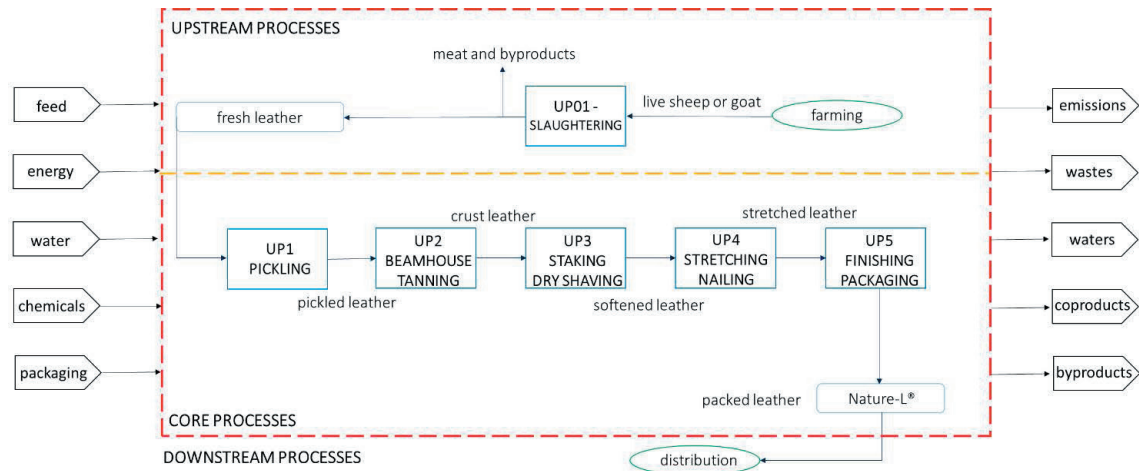 UPSTREAM PROCESSES
meat and byproducts
feed
fresh leather
UP01 -
SLAUGHTERING
live sheep or goat
farming
emissions
energy
wastes
water
crust leather
stretched leather
waters
UP1
PICKLING
UP2
BEAMHOUSE
TANNING
UP3
STAKING
DRY SHAVING
UP4
STRETCHING
NAILING
UP5
FINISHING
PACKAGING
chemicals
pickled leather
softened leather
coproducts
packaging
byproducts
packed leather
Nature-L®
CORE PROCESSES
DOWNSTREAM PROCESSES
distribution